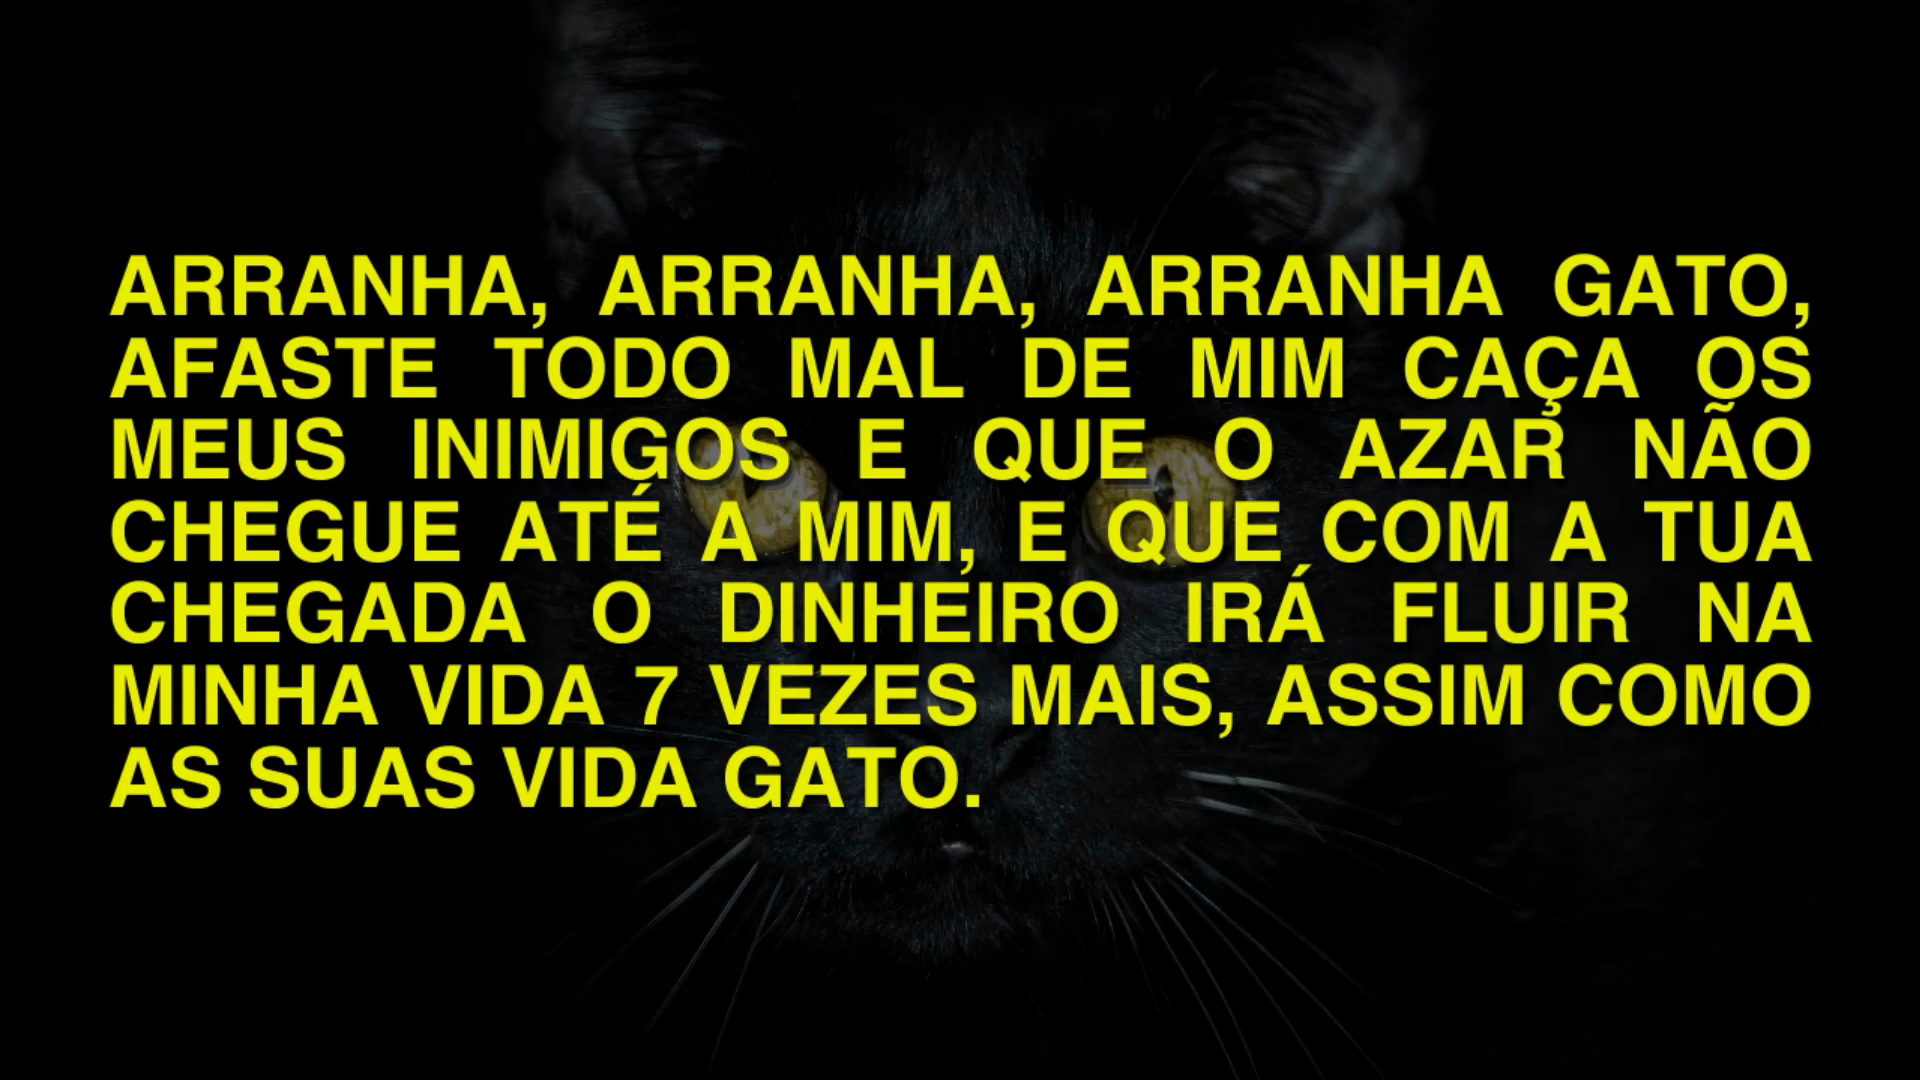 ARRANHA, ARRANHA, ARRANHA GATO,
AFASTE TODO MAL DE MIM CAÇA OS
MEUS INIMIGOS E QUE O AZAR NÃO
CHEGUE ATÉ A MIM, E QUE COM A TUA
CHEGADA O DINHEIRO IRÁ FLUIR NA
MINHA VIDA 7 VEZES MAIS, ASSIM COMO
AS SUAS VIDA GATO.